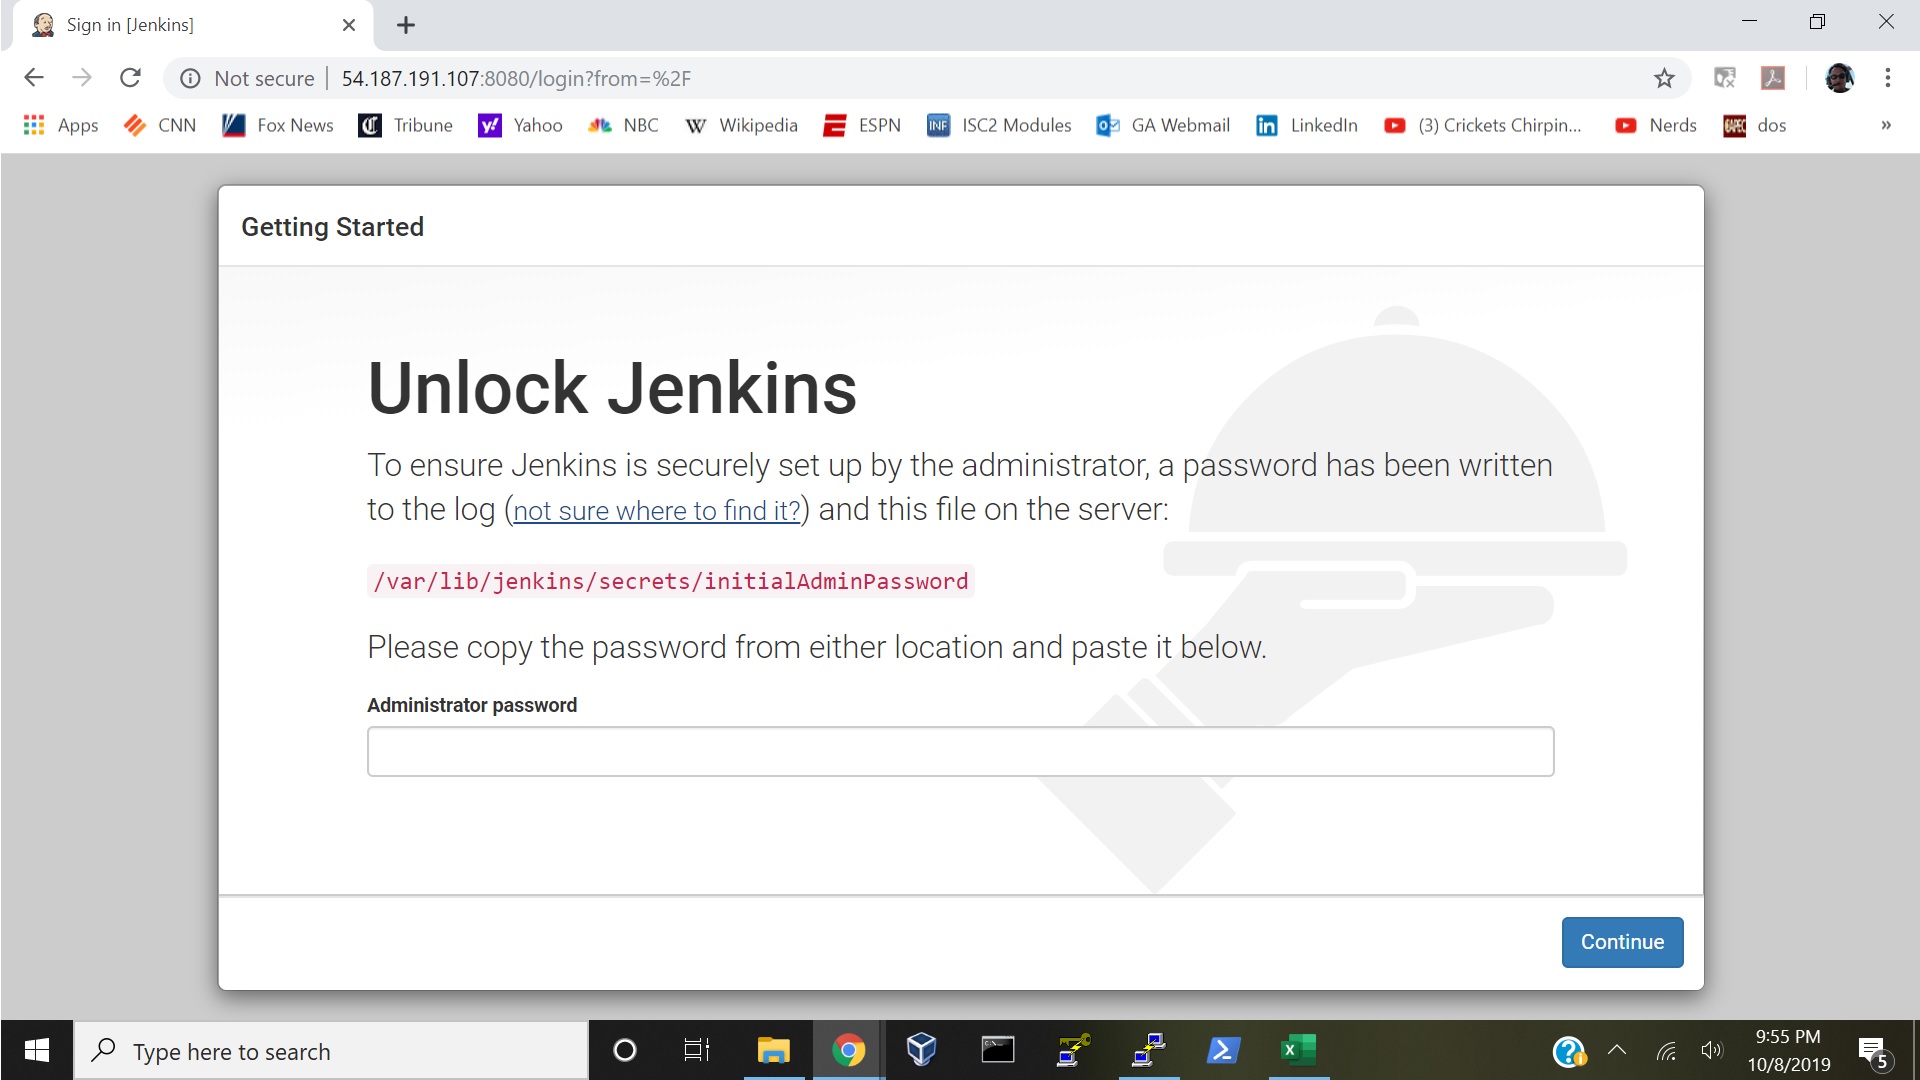 Sign in [Jenkins]
Not secure | 54.187.191.107:8080/login?from=%2F
Apps CNN Fox News Tribune Yahoo NBC Wikipedia ESPN INF ISC2 Modules GA Webmail LinkedIn (3) Crickets Chirpin... Nerds dos »
Getting Started
Unlock Jenkins
To ensure Jenkins is securely set up by the administrator, a password has been written
to the log (not sure where to find it?) and this file on the server:
/var/lib/jenkins/secrets/initialAdminPassword
Please copy the password from either location and paste it below.
Administrator password
Continue
Type here to search
9:55 PM
10/8/2019
5